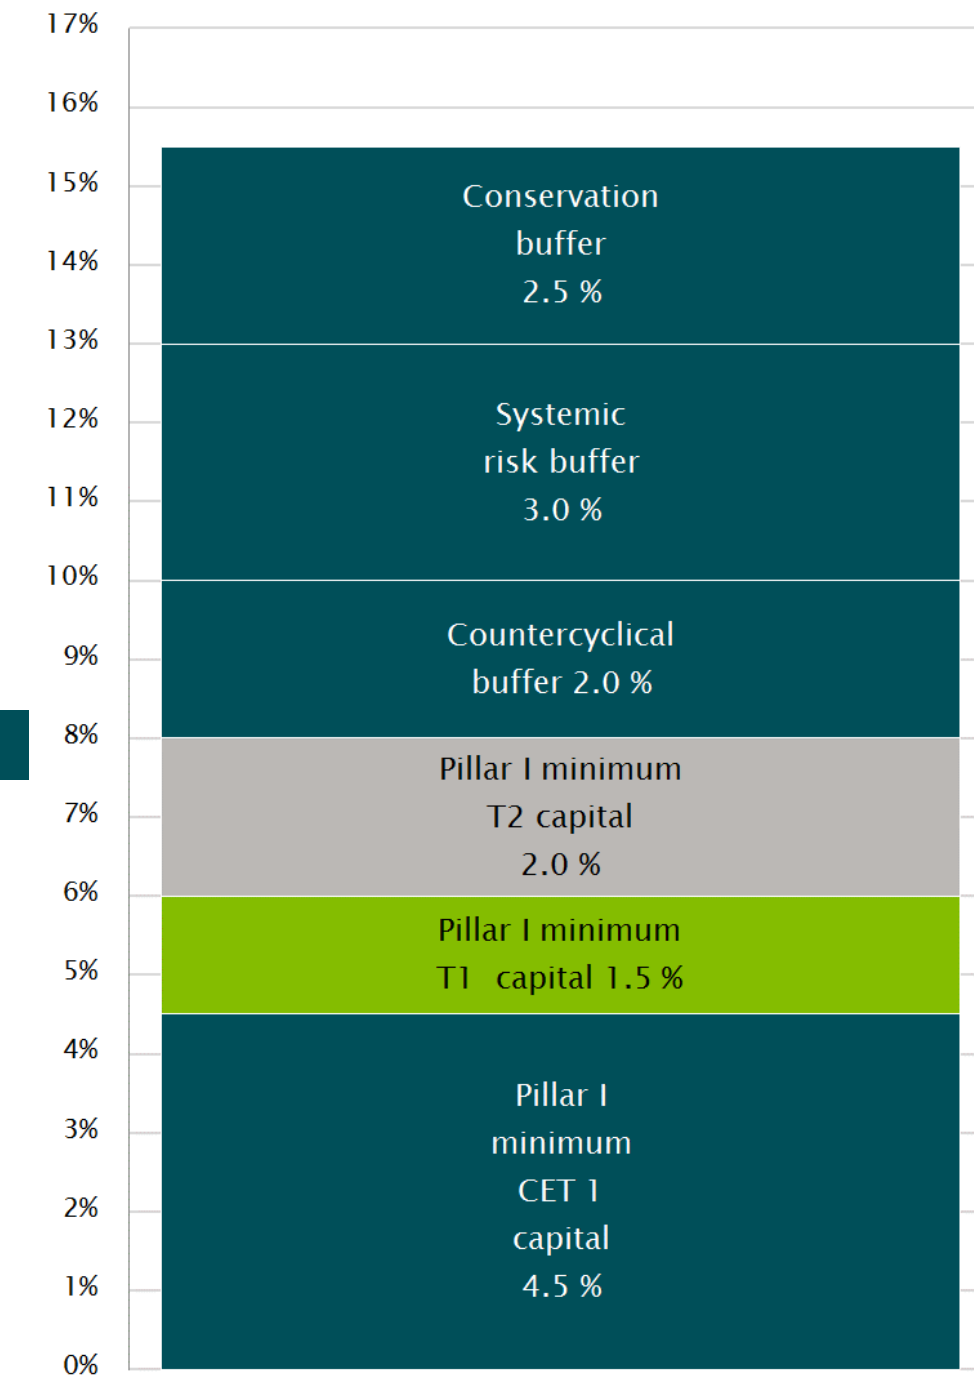 17%
16%
15%
14%
13%
12%
11%
10%
9%
8%
7%
6%
5%
4%
3%
2%
1%
0%
Conservation
buffer
2.5 %
Systemic
risk buffer
3.0 %
Countercyclical
buffer 2.0 %
Pillar I minimum
T2 capital
2.0 %
Pillar I minimum
T1 capital 1.5 %
Pillar I
minimum
CET 1
capital
4.5 %